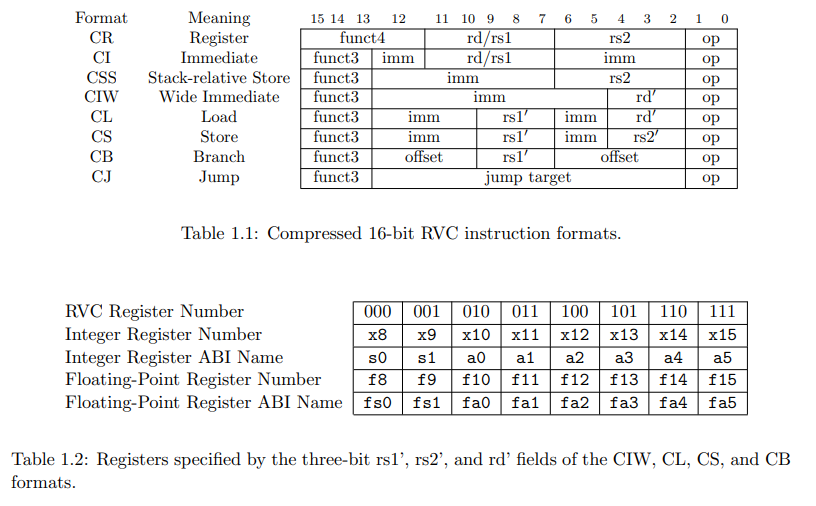 Format Meaning 15 14 13 12 11 10 9 8 7 6 5 4 3 2 1 0
CR Register funct4 rd/rs1 rs2 op
CI Immediate funct3 imm rd/rs1 imm op
CSS Stack-relative Store funct3 imm rs2 op
CIW Wide Immediate funct3 imm rd′ op
CL Load funct3 imm rs1′ imm rd′ op
CS Store funct3 imm rs1′ imm rs2′ op
CB Branch funct3 offset rs1′ offset op
CJ Jump funct3 jump target op
Table 1.1: Compressed 16-bit RVC instruction formats.
RVC Register Number 000 001 010 011 100 101 110 111
Integer Register Number x8 x9 x10 x11 x12 x13 x14 x15
Integer Register ABI Name s0 s1 a0 a1 a2 a3 a4 a5
Floating-Point Register Number f8 f9 f10 f11 f12 f13 f14 f15
Floating-Point Register ABI Name fs0 fs1 fa0 fa1 fa2 fa3 fa4 fa5
Table 1.2: Registers specified by the three-bit rs1’, rs2’, and rd’ fields of the CIW, CL, CS, and CB
formats.